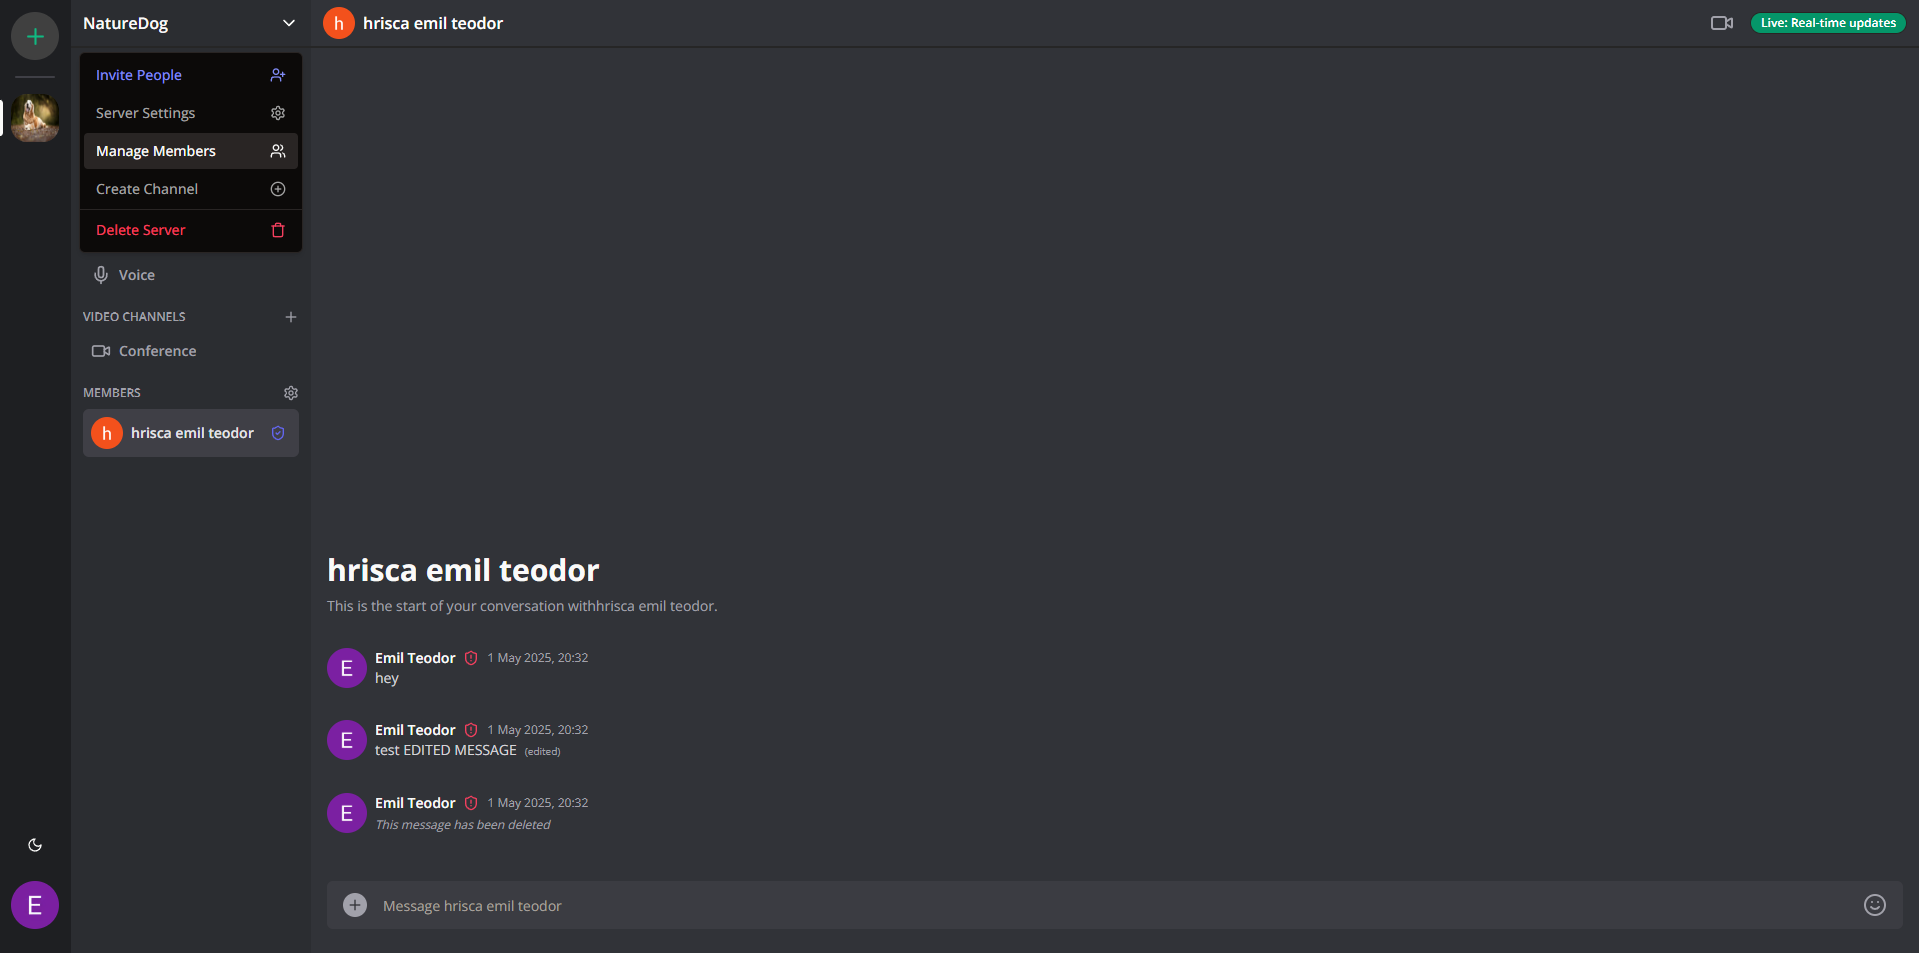 NatureDog
Invite People
Server Settings
Manage Members
Create Channel
Delete Server
Voice
VIDEO CHANNELS
Conference
MEMBERS
h
hrisca emil teodor
E
h
hrisca emil teodor
Live: Real-time updates
hrisca emil teodor
This is the start of your conversation withhrisca emil teodor.
E
Emil Teodor 1 May 2025, 20:32
hey
E
Emil Teodor 1 May 2025, 20:32
test EDITED MESSAGE (edited)
E
Emil Teodor 1 May 2025, 20:32
This message has been deleted
Message hrisca emil teodor